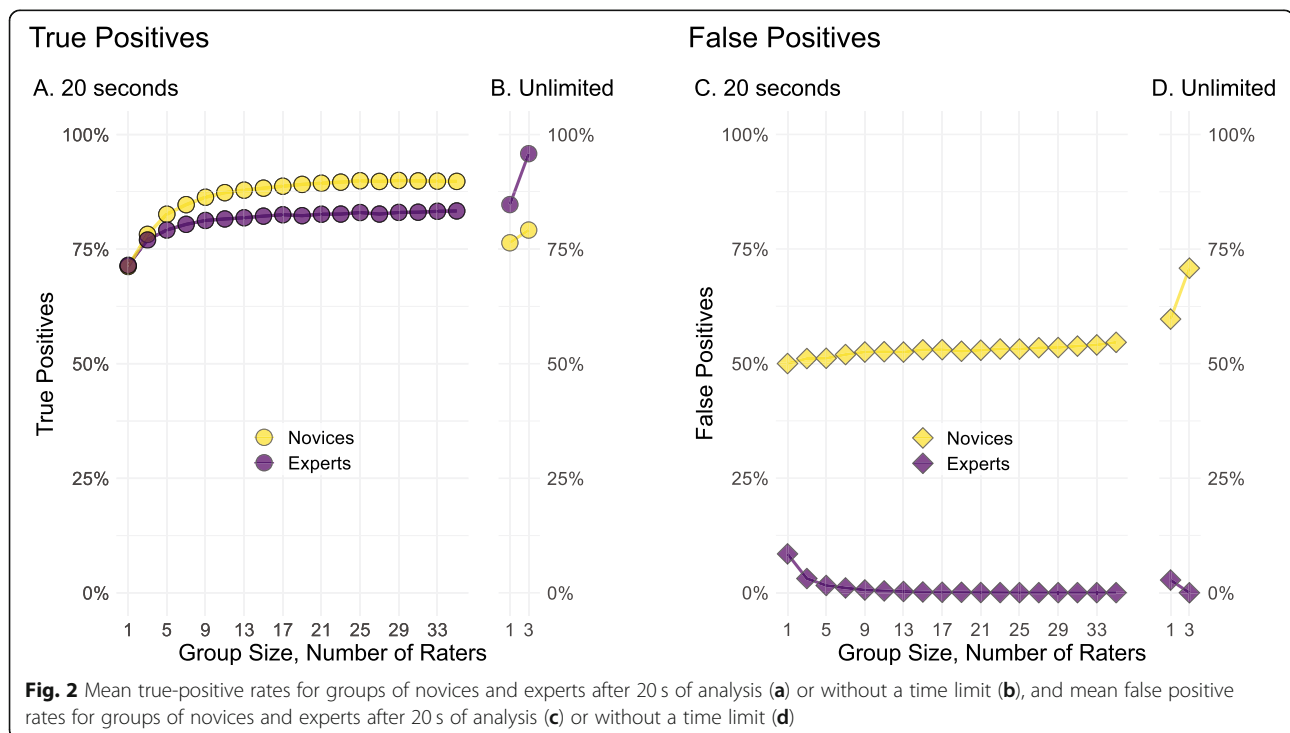 True Positives
False Positives
A. 20 seconds
B. Unlimited
C. 20 seconds
D. Unlimited
100%
75%
50%
25%
0%
True Positives
Novices
Experts
1 5 9 13 17 21 25 29 33
Group Size, Number of Raters
100%
75%
50%
25%
0%
1 3
100%
75%
50%
25%
0%
False Positives
Novices
Experts
1 5 9 13 17 21 25 29 33
Group Size, Number of Raters
100%
75%
50%
25%
0%
1 3
Fig. 2 Mean true-positive rates for groups of novices and experts after 20 s of analysis (a) or without a time limit (b), and mean false positive
rates for groups of novices and experts after 20 s of analysis (c) or without a time limit (d)